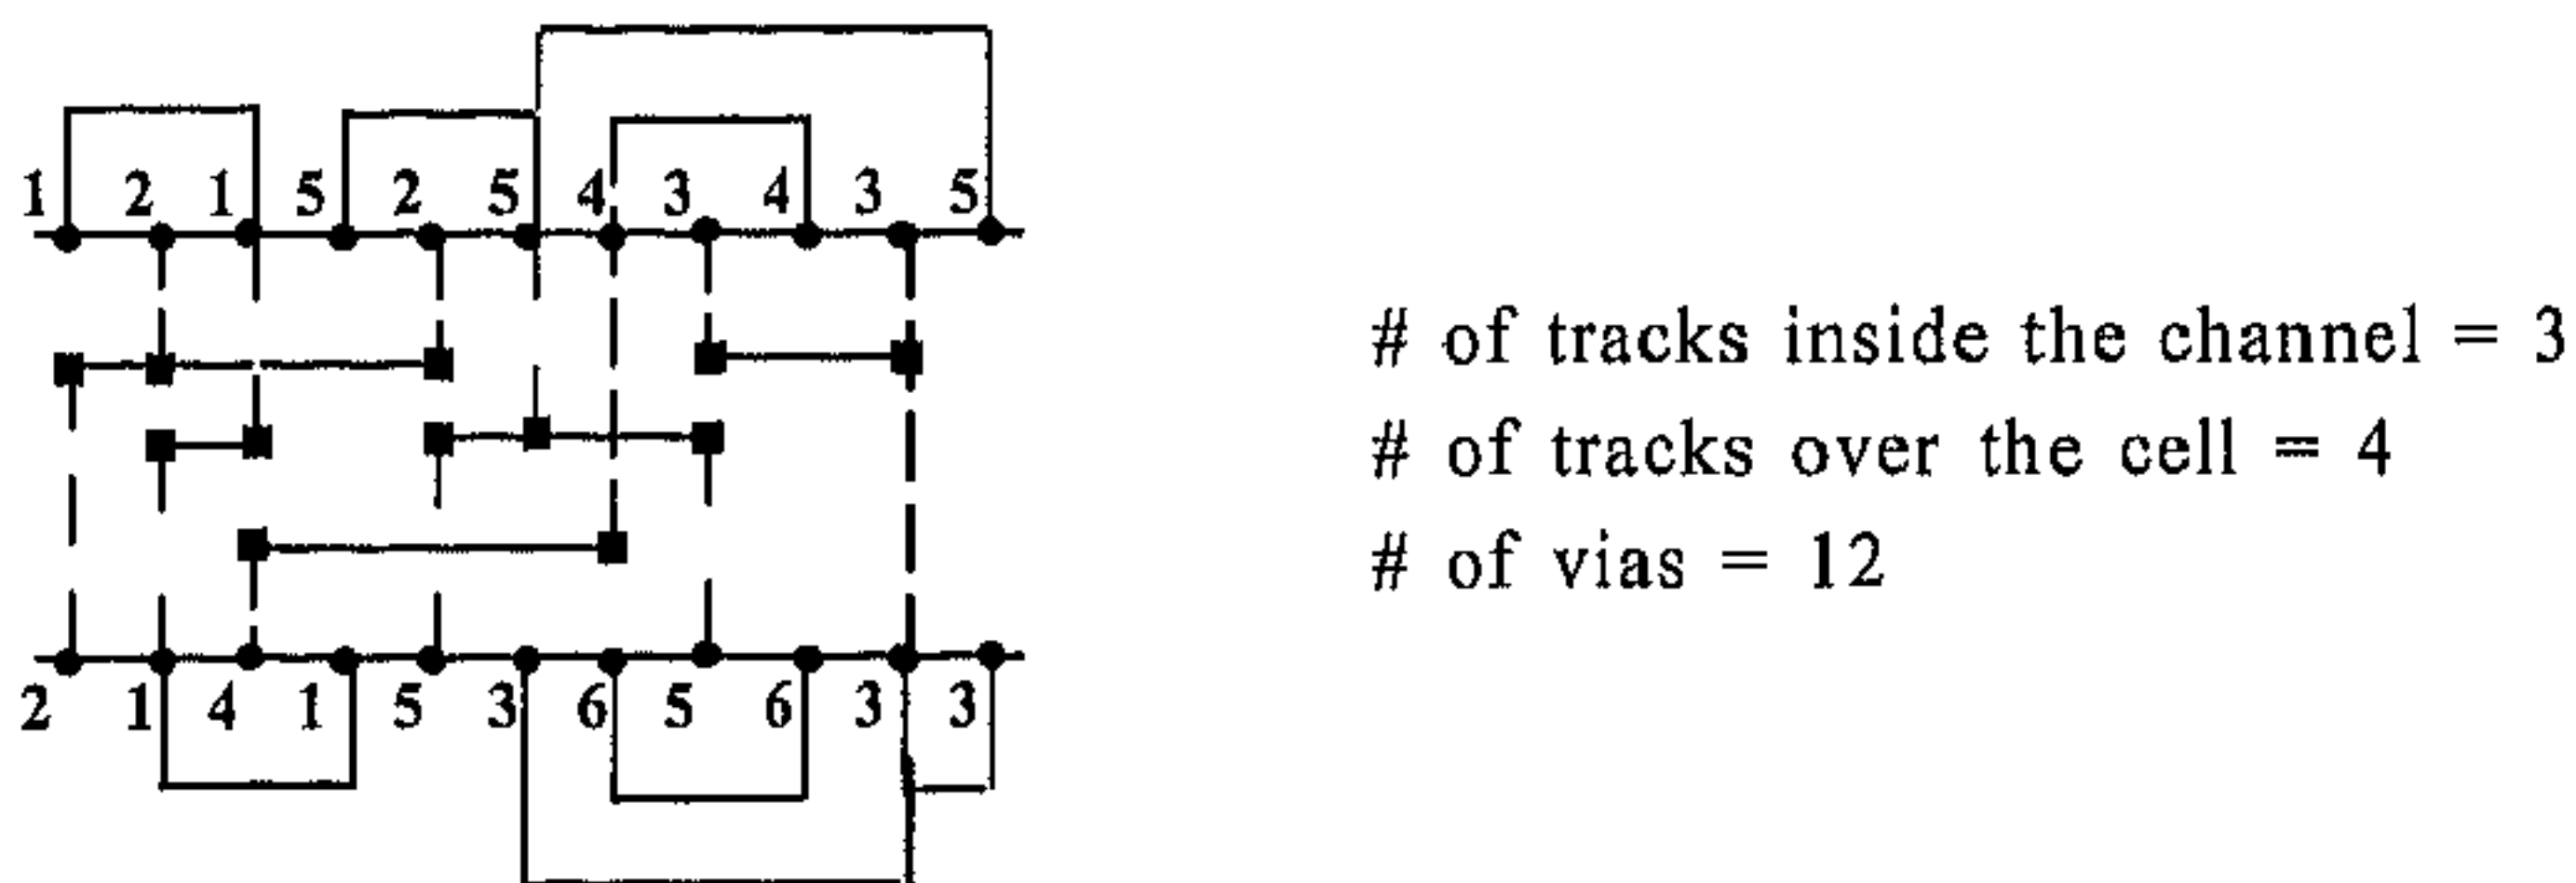 1 2 1 5 2 5 4 3 4 3 5
# of tracks inside the channel = 3
# of tracks over the cell = 4
# of vias = 12
2 1 4 1 5 3 6 5 6 3 3